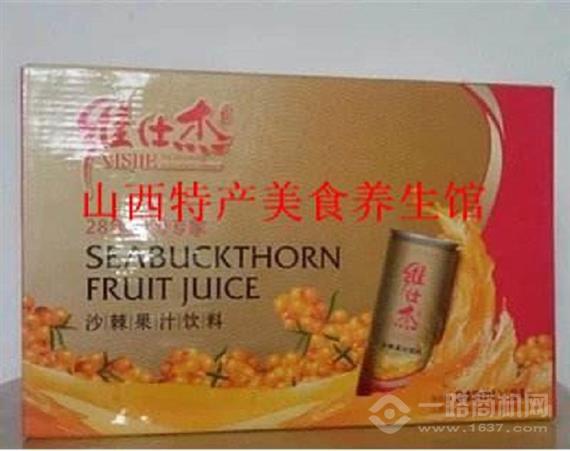 维仕杰
VISJIE
山西特产美食养生馆
SEABUCKTHORN
FRUIT JUICE
沙棘果汁饮料
维仕杰
一路商机网
www.1637.com